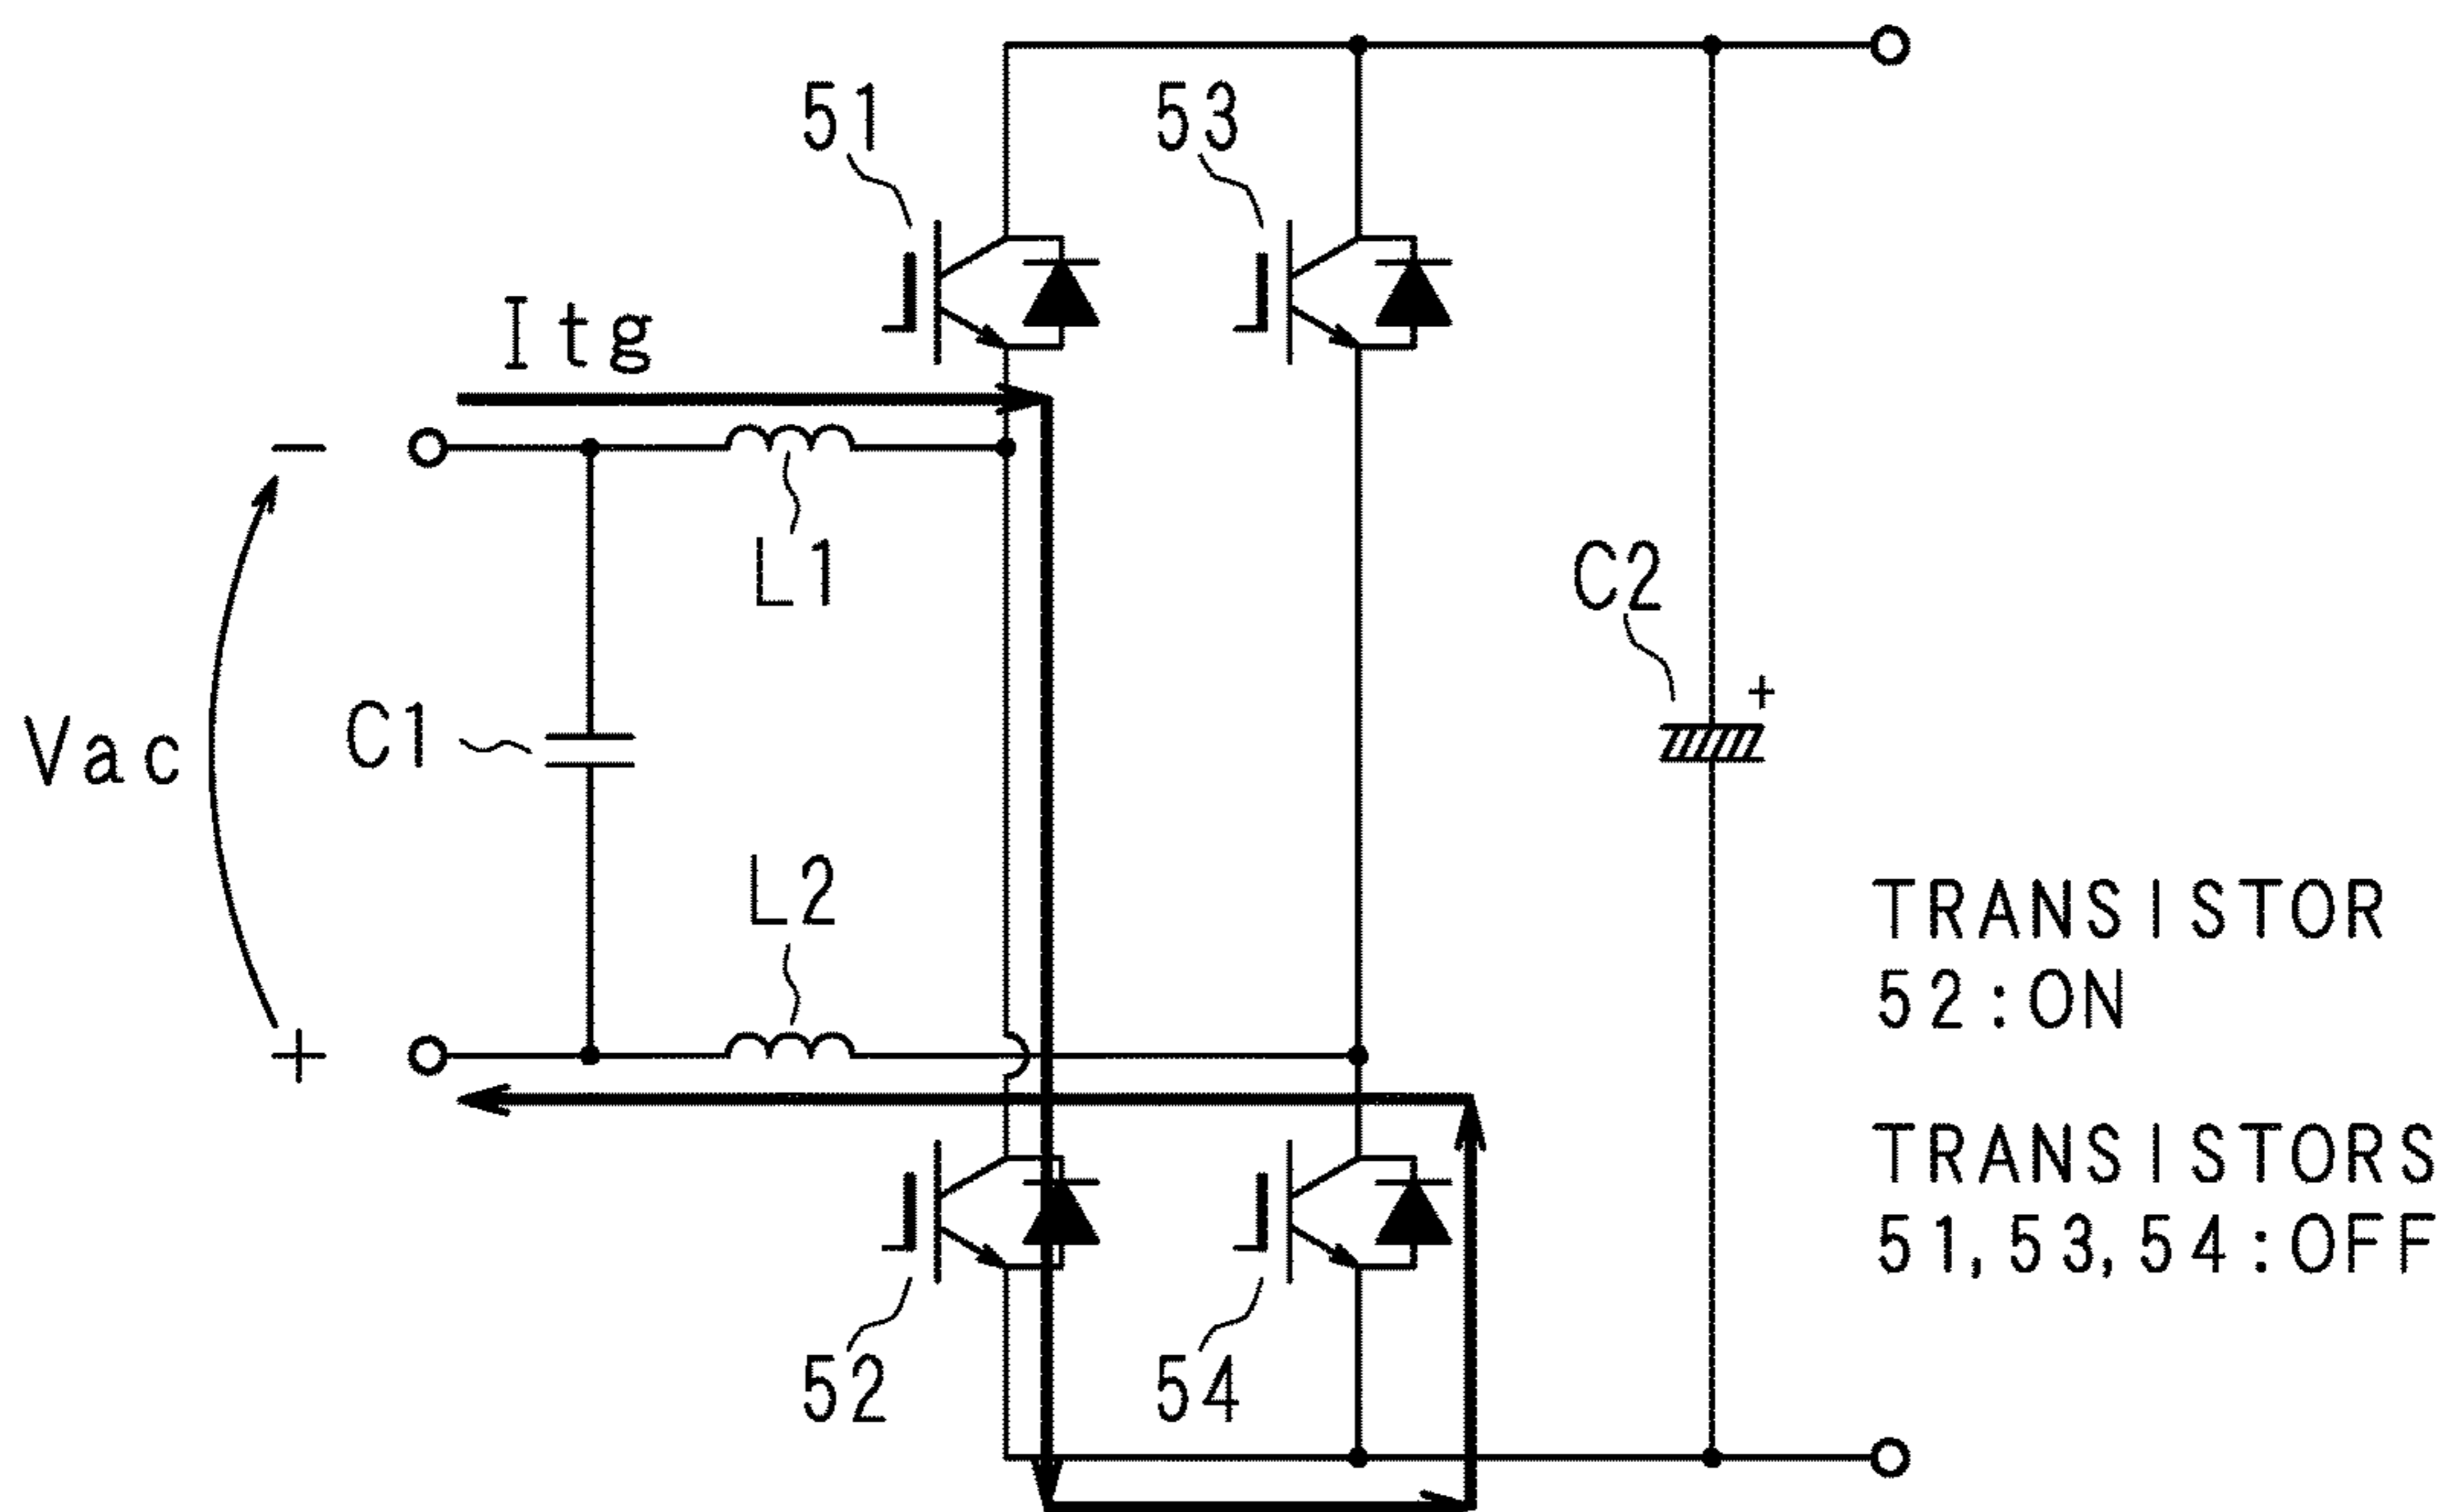 51
53
Itg
−
L1
C2
+
Vac
C1
L2
+
TRANSISTOR
52:ON
TRANSISTORS
51,53,54:OFF
52
54